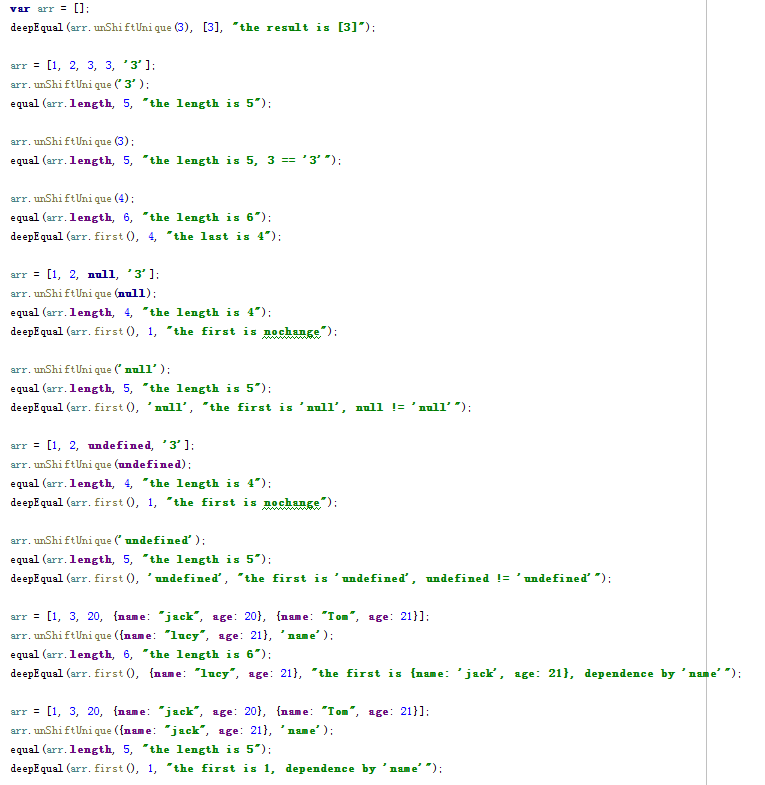 var arr = [];
deepEqual(arr.unShiftUnique(3), [3], "the result is [3]");
arr = [1, 2, 3, 3, '3'];
arr.unShiftUnique('3');
equal(arr.length, 5, "the length is 5");
arr.unShiftUnique(3);
equal(arr.length, 5, "the length is 5, 3 == '3'");
arr.unShiftUnique(4);
equal(arr.length, 6, "the length is 6");
deepEqual(arr.first(), 4, "the last is 4");
arr = [1, 2, null, '3'];
arr.unShiftUnique(null);
equal(arr.length, 4, "the length is 4");
deepEqual(arr.first(), 1, "the first is nochange");
arr.unShiftUnique('null');
equal(arr.length, 5, "the length is 5");
deepEqual(arr.first(), 'null', "the first is 'null', null != 'null'");
arr = [1, 2, undefined, '3'];
arr.unShiftUnique(undefined);
equal(arr.length, 4, "the length is 4");
deepEqual(arr.first(), 1, "the first is nochange");
arr.unShiftUnique('undefined');
equal(arr.length, 5, "the length is 5");
deepEqual(arr.first(), 'undefined', "the first is 'undefined', undefined != 'undefined'");
arr = [1, 3, 20, {name: "jack", age: 20}, {name: "Tom", age: 21}];
arr.unShiftUnique({name: "lucy", age: 21}, 'name');
equal(arr.length, 6, "the length is 6");
deepEqual(arr.first(), {name: "lucy", age: 21}, "the first is {name: 'jack', age: 21}, dependence by 'name'");
arr = [1, 3, 20, {name: "jack", age: 20}, {name: "Tom", age: 21}];
arr.unShiftUnique({name: "jack", age: 21}, 'name');
equal(arr.length, 5, "the length is 5");
deepEqual(arr.first(), 1, "the first is 1, dependence by 'name'");